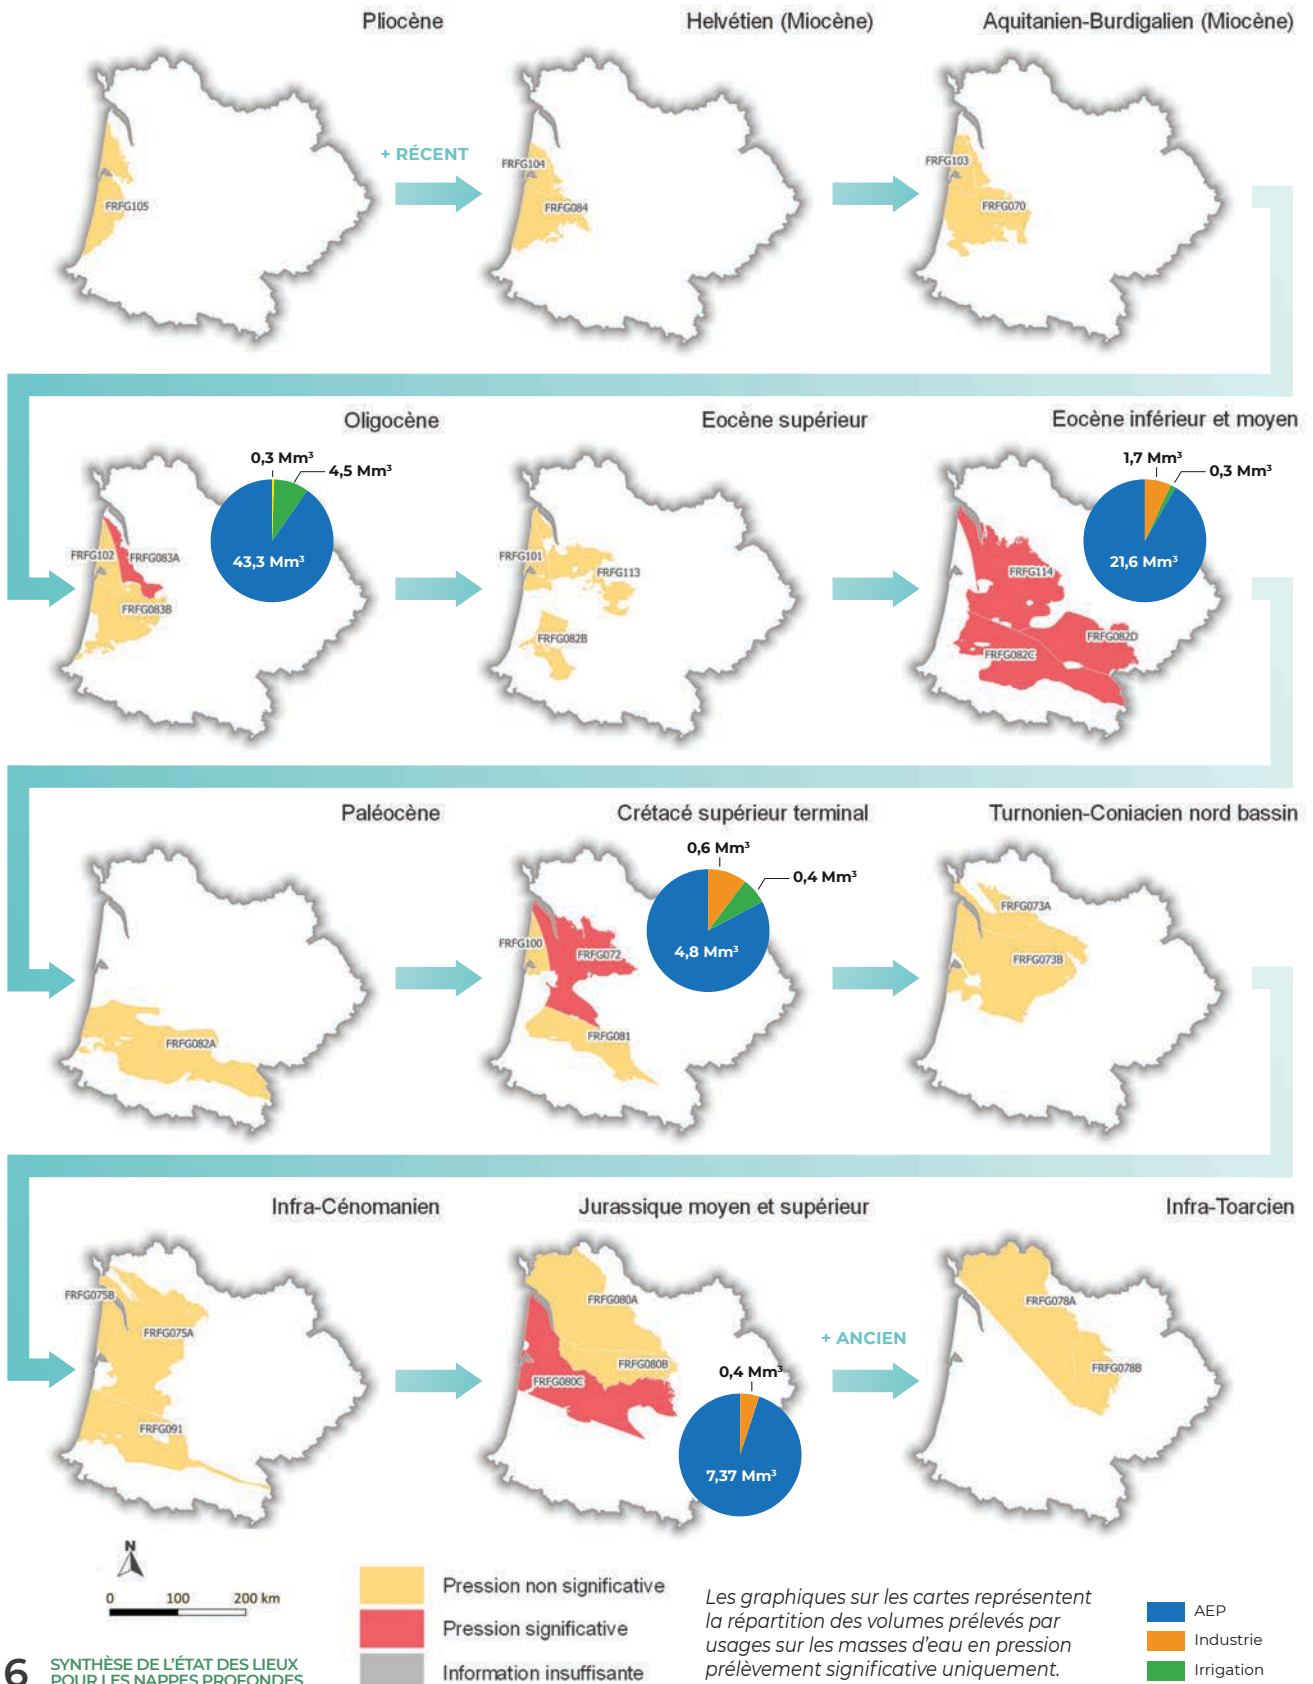 Pliocène
Helvétien (Miocène)
Aquitanien-Burdigalien (Miocène)
+ RÉCENT
FRFG105
FRFG104
FRFG084
FRFG103
FRFG070
Oligocène
Eocène supérieur
Eocène inférieur et moyen
0,3 Mm³
4,5 Mm³
43,3 Mm³
FRFG102
FRFG083A
FRFG083B
FRFG101
FRFG113
FRFG082B
1,7 Mm³
0,3 Mm³
21,6 Mm³
FRFG114
FRFG082D
FRFG082C
Paléocène
Crétacé supérieur terminal
Turnonien-Coniacien nord bassin
FRFG082A
0,6 Mm³
0,4 Mm³
4,8 Mm³
FRFG100
FRFG072
FRFG081
FRFG073A
FRFG073B
Infra-Cénomanien
Jurassique moyen et supérieur
Infra-Toarcien
FRFG075B
FRFG075A
FRFG091
FRFG080A
FRFG080B
FRFG080C
0,4 Mm³
7,37 Mm³
+ ANCIEN
FRFG078A
FRFG078B
N
0 100 200 km
Pression non significative
Pression significative
Information insuffisante
Les graphiques sur les cartes représentent
la répartition des volumes prélevés par
usages sur les masses d'eau en pression
prélèvement significative uniquement.
AEP
Industrie
Irrigation
6
SYNTHÈSE DE L'ÉTAT DES LIEUX
POUR LES NAPPES PROFONDES